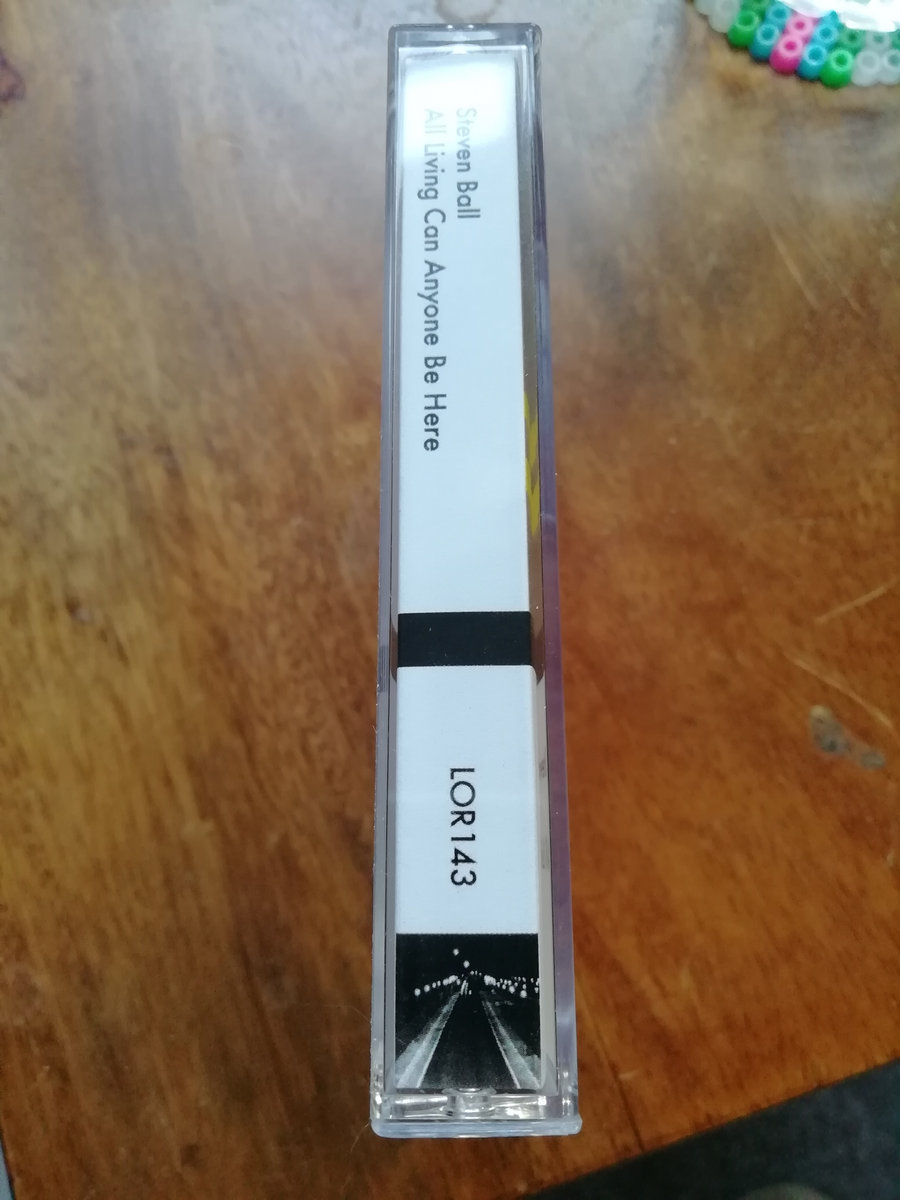 Steven Ball
All Living Can Anyone Be Here
LOR143